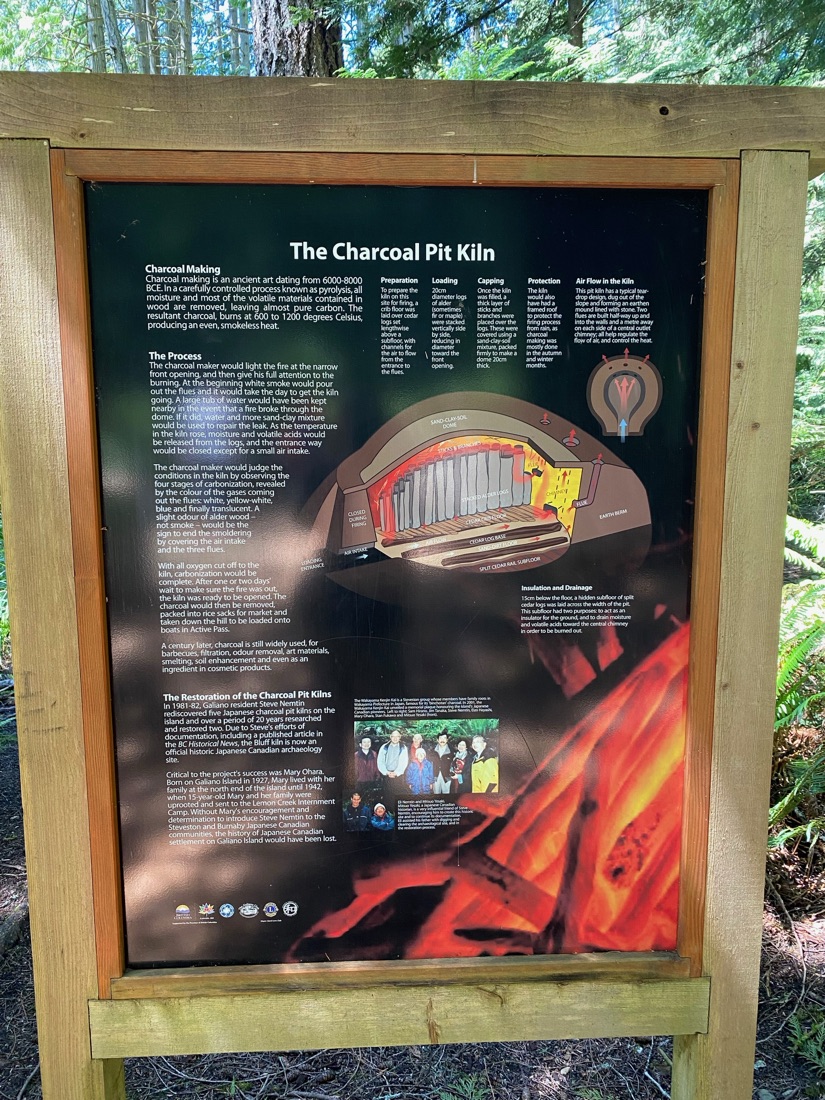 The Charcoal Pit Kiln
Charcoal Making
Charcoal making is an ancient art dating from 6000-8000
BCE. In a carefully controlled process known as pyrolysis, all
moisture and most of the volatile materials contained in
wood are removed, leaving almost pure carbon. The
resultant charcoal, burns at 600 to 1200 degrees Celsius,
producing an even, smokeless heat.
Preparation
To prepare the
kiln on this
site for firing, a
crib floor was
laid over cedar
logs set
lengthwise
above a
subfloor, with
channels for
the air to flow
from the
entrance to
the flues.
Loading
20cm
diameter logs
of alder
(sometimes
fir or maple)
were stacked
vertically side
by side,
reducing in
diameter
toward the
front
opening.
Capping
Once the kiln
was filled, a
thick layer of
sticks and
branches were
placed over the
logs. These were
covered using a
sand-clay-soil
mixture, packed
firmly to make a
dome 20cm
thick.
Protection
The kiln
would also
have had a
framed roof
to protect the
firing process
from rain, as
charcoal
making was
mostly done
in the autumn
and winter
months.
Air Flow in the Kiln
This pit kiln has a typical tear-
drop design, dug out of the
slope and forming an earthen
mound lined with stone. Two
flues are built half-way up and
into the walls and a metre away
on each side of a central outlet
chimney; all help regulate the
flow of air, and control the heat.
The Process
The charcoal maker would light the fire at the narrow
front opening, and then give his full attention to the
burning. At the beginning white smoke would pour
out the flues and it would take the day to get the kiln
going. A large tub of water would have been kept
nearby in the event that a fire broke through the
dome. If it did, water and more sand-clay mixture
would be used to repair the leak. As the temperature
in the kiln rose, moisture and volatile acids would
be released from the logs, and the entrance way
would be closed except for a small air intake.
The charcoal maker would judge the
conditions in the kiln by observing the
four stages of carbonization, revealed
by the colour of the gases coming
out the flues: white, yellow-white,
blue and finally translucent. A
slight odour of alder wood –
not smoke – would be the
sign to end the smoldering
by covering the air intake
and the three flues.
With all oxygen cut off to the
kiln, carbonization would be
complete. After one or two days'
wait to make sure the fire was out,
the kiln was ready to be opened. The
charcoal would then be removed,
packed into rice sacks for market and
taken down the hill to be loaded onto
boats in Active Pass.
A century later, charcoal is still widely used, for
barbecues, filtration, odour removal, art materials,
smelting, soil enhancement and even as an
ingredient in cosmetic products.
SAND-CLAY-SOIL
DOME
STACKED ALDER LOGS
CHIMNEY
FLUE
CLOSED
DURING
FIRING
EARTH BERM
AIR INTAKE
LOADING
ENTRANCE
CEDAR CRIB FLOOR
CEDAR LOG BASE
SPLIT CEDAR RAIL SUBFLOOR
Insulation and Drainage
15cm below the floor, a hidden subfloor of split
cedar logs was laid across the width of the pit.
This subfloor had two purposes: to act as an
insulator for the ground, and to drain moisture
and volatile acids toward the central chimney
in order to be burned out.
The Restoration of the Charcoal Pit Kilns
In 1981-82, Galiano resident Steve Nemtin
rediscovered five Japanese charcoal pit kilns on the
island and over a period of 20 years researched
and restored two. Due to Steve's efforts of
documentation, including a published article in
the BC Historical News, the Bluff kiln is now an
official historic Japanese Canadian archaeology
site.
Critical to the project's success was Mary Ohara.
Born on Galiano Island in 1927, Mary lived with her
family at the north end of the island until 1942,
when 15-year-old Mary and her family were
uprooted and sent to the Lemon Creek Internment
Camp. Without Mary's encouragement and
determination to introduce Steve Nemtin to the
Steveston and Burnaby Japanese Canadian
communities, the history of Japanese Canadian
settlement on Galiano Island would have been lost.